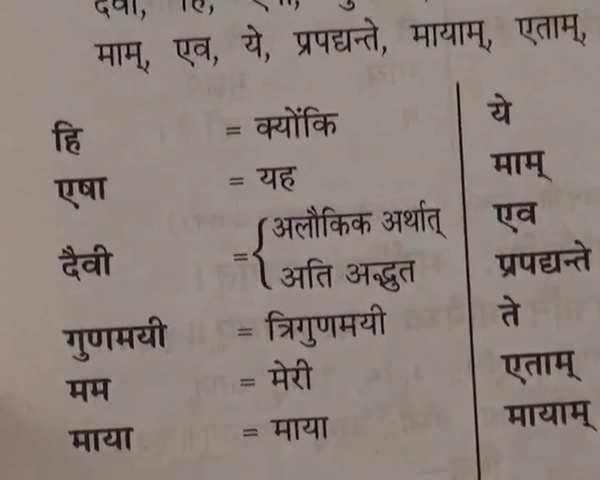 दैवी, हि,
माम्, एव, ये, प्रपद्यन्ते, मायाम्, एताम्,
हि = क्योंकि
एषा = यह
दैवी = { अलौकिक अर्थात्
अति अद्भुत
गुणमयी = त्रिगुणमयी
मम = मेरी
माया = माया
ये
माम्
एव
प्रपद्यन्ते
ते
एताम्
मायाम्